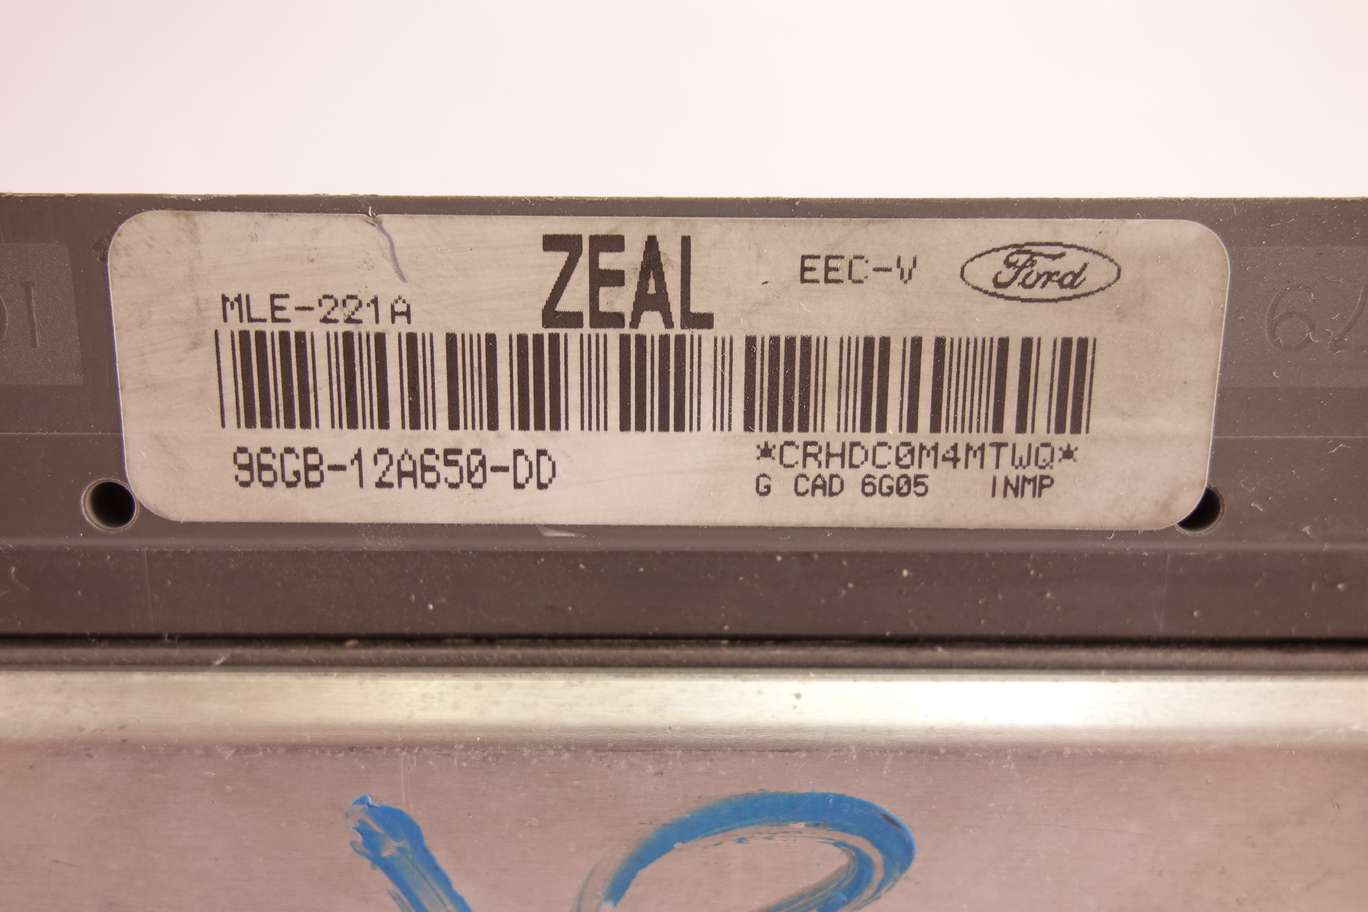 ZEAL
EEC-V
Ford
MLE-221A
96GB-12A650-DD
*CRHDC0M4MTWQ*
G CAD 6G05 INMP